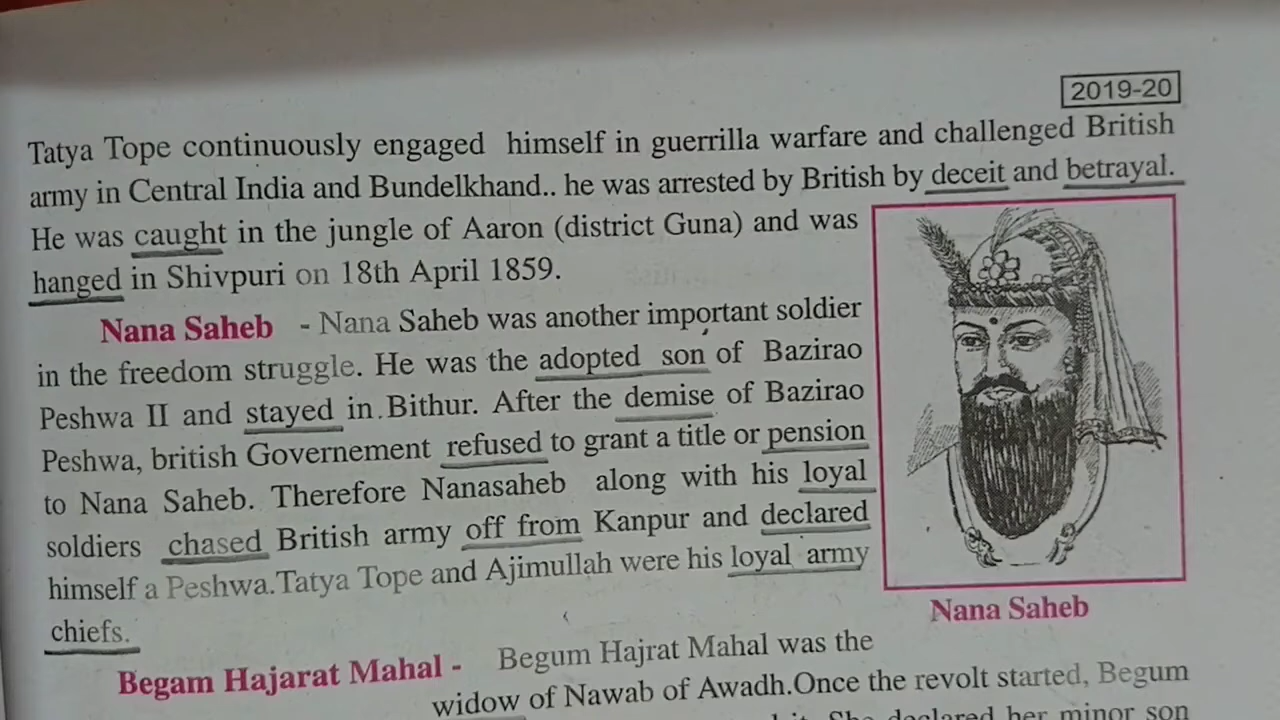 2019-20
Tatya Tope continuously engaged himself in guerrilla warfare and challenged British
army in Central India and Bundelkhand.. he was arrested by British by deceit and betrayal.
He was caught in the jungle of Aaron (district Guna) and was
hanged in Shivpuri on 18th April 1859.
Nana Saheb - Nana Saheb was another important soldier
in the freedom struggle. He was the adopted son of Bazirao
Peshwa II and stayed in Bithur. After the demise of Bazirao
Peshwa, british Governement refused to grant a title or pension
to Nana Saheb. Therefore Nanasaheb along with his loyal
soldiers chased British army off from Kanpur and declared
himself a Peshwa.Tatya Tope and Ajimullah were his loyal army
chiefs.
Nana Saheb
Begam Hajarat Mahal - Begum Hajrat Mahal was the
widow of Nawab of Awadh.Once the revolt started, Begum
She declared her minor son